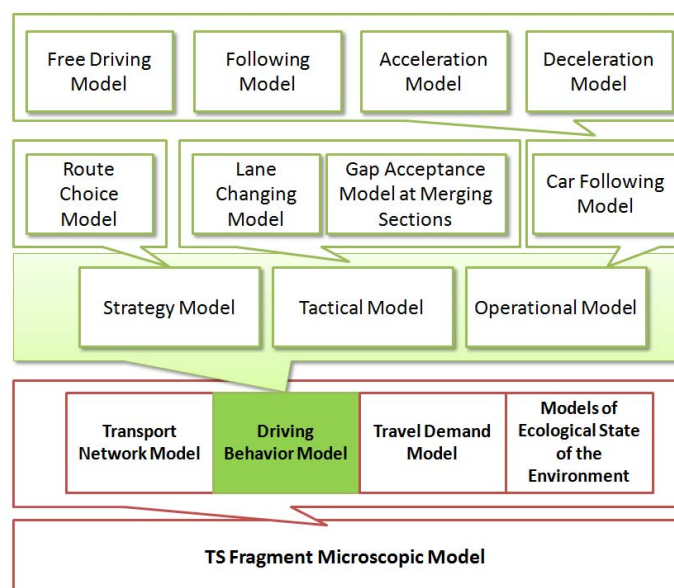 Free Driving
Model
Following
Model
Acceleration
Model
Deceleration
Model
Route
Choice
Model
Lane
Changing
Model
Gap Acceptance
Model at Merging
Sections
Car Following
Model
Strategy Model
Tactical Model
Operational Model
Transport
Network Model
Driving
Behavior Model
Travel Demand
Model
Models of
Ecological State
of the
Environment
TS Fragment Microscopic Model